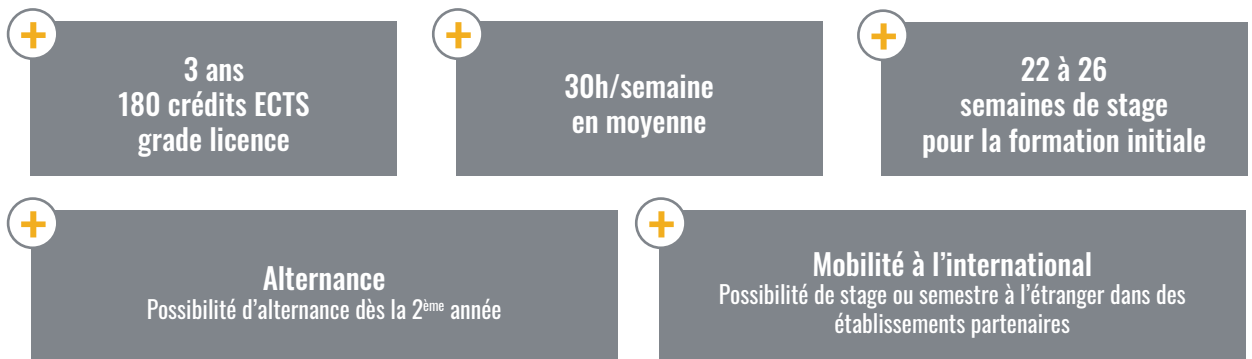 3 ans
180 crédits ECTS
grade licence
30h/semaine
en moyenne
22 à 26
semaines de stage
pour la formation initiale
Alternance
Possibilité d’alternance dès la 2ème année
Mobilité à l’international
Possibilité de stage ou semestre à l’étranger dans des
établissements partenaires